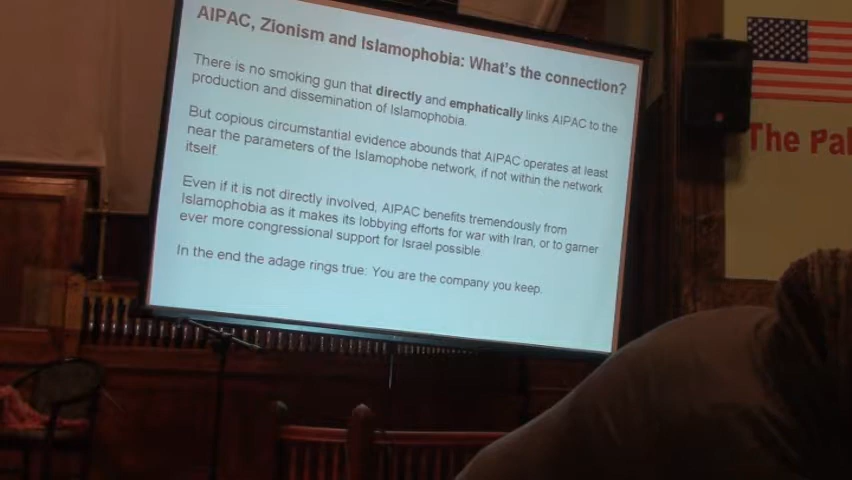 AIPAC, Zionism and Islamophobia: What's the connection?
There is no smoking gun that directly and emphatically links AIPAC to the
production and dissemination of Islamophobia.
But copious circumstantial evidence abounds that AIPAC operates at least
near the parameters of the Islamophobe network, if not within the network
itself.
Even if it is not directly involved, AIPAC benefits tremendously from
Islamophobia as it makes its lobbying efforts for war with Iran, or to garner
ever more congressional support for Israel possible.
In the end the adage rings true: You are the company you keep.
The Pal